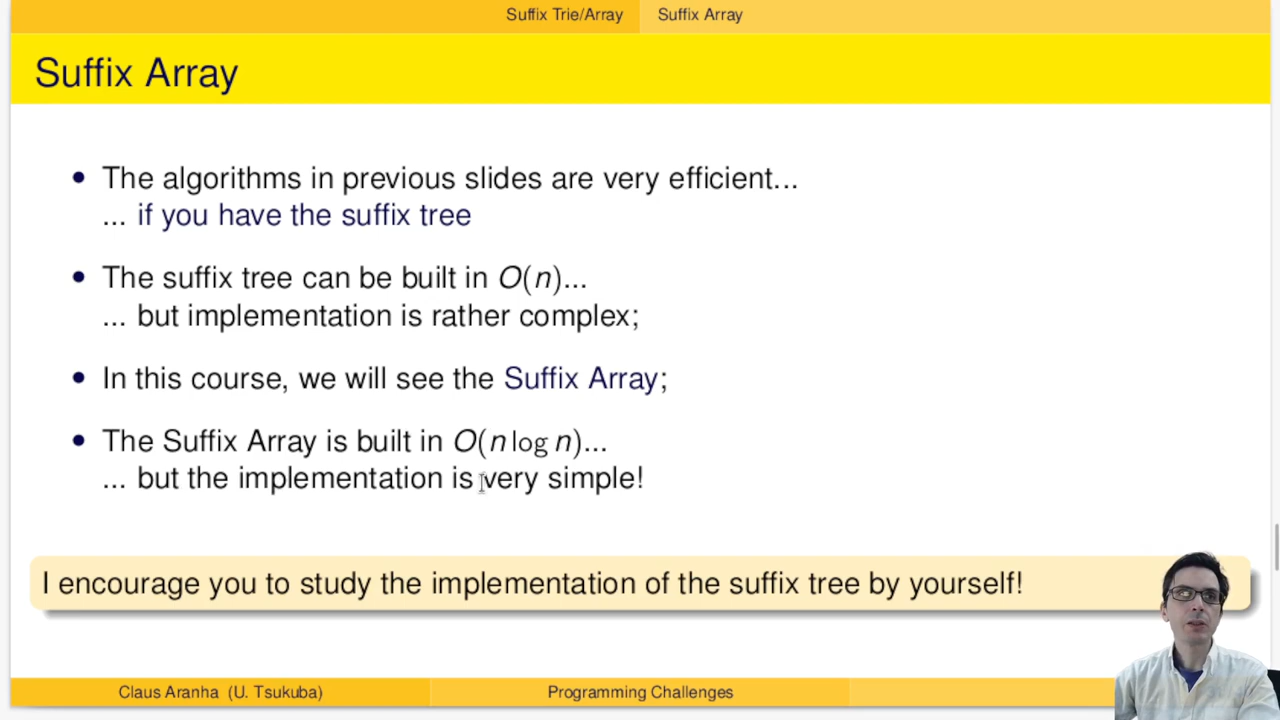 Suffix Trie/Array Suffix Array
Suffix Array
• The algorithms in previous slides are very efficient...
... if you have the suffix tree
• The suffix tree can be built in O(n)...
... but implementation is rather complex;
• In this course, we will see the Suffix Array;
• The Suffix Array is built in O(n log n)...
... but the implementation is very simple!
I encourage you to study the implementation of the suffix tree by yourself!
Claus Aranha (U. Tsukuba) Programming Challenges